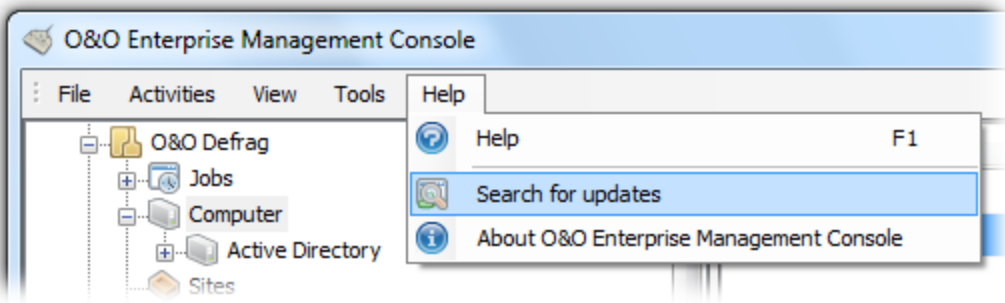 O&O Enterprise Management Console
File Activities View Tools Help
O&O Defrag
Jobs
Computer
Active Directory
Sites
Help F1
Search for updates
About O&O Enterprise Management Console